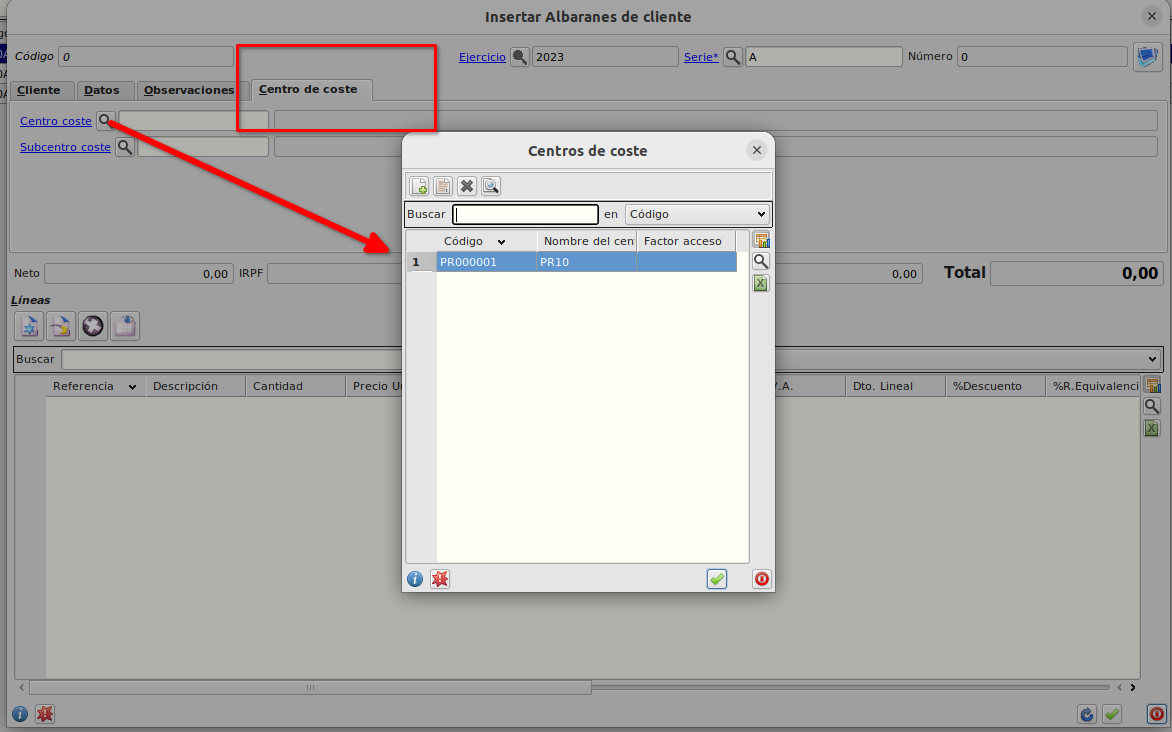 Insertar Albaranes de cliente
Código 0 Ejercicio 2023 Serie* A Número 0
Cliente Datos Observaciones Centro de coste
Centro coste
Subcentro coste
Centros de coste
Buscar en Código
Código Nombre del cen Factor acceso
1 PR000001 PR10
Neto 0,00 IRPF 0,00 Total 0,00
Líneas
Buscar
Referencia Descripción Cantidad Precio Un .A. Dto. Lineal %Descuento %R.Equivalenci